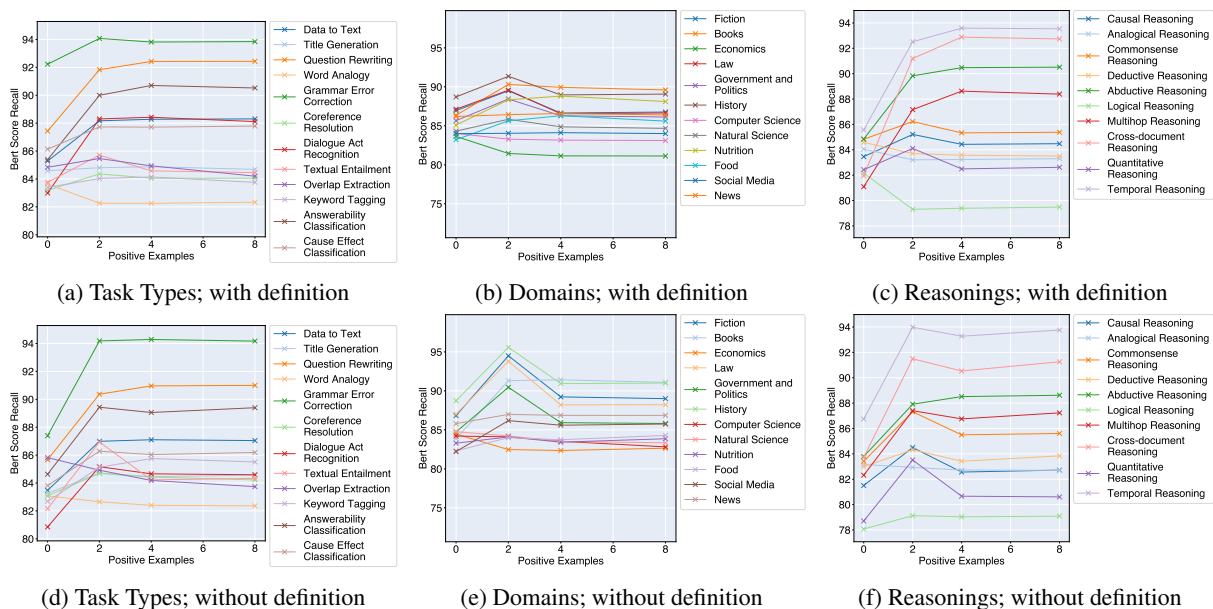 94
92
90
88
86
84
82
80
Bert Score Recall
0
2
4
6
8
Positive Examples
Data to Text
Title Generation
Question Rewriting
Word Analogy
Grammar Error
Correction
Coreference
Resolution
Dialogue Act
Recognition
Textual Entailment
Overlap Extraction
Keyword Tagging
Answerability
Classification
Cause Effect
Classification
(a) Task Types; with definition
95
90
85
80
75
Bert Score Recall
0
2
4
6
8
Positive Examples
Fiction
Books
Economics
Law
Government and
Politics
History
Computer Science
Natural Science
Nutrition
Food
Social Media
News
(b) Domains; with definition
94
92
90
88
86
84
82
80
78
Bert Score Recall
0
2
4
6
8
Positive Examples
Causal Reasoning
Analogical Reasoning
Commonsense
Reasoning
Deductive Reasoning
Abductive Reasoning
Logical Reasoning
Multihop Reasoning
Cross-document
Reasoning
Quantitative
Reasoning
Temporal Reasoning
(c) Reasonings; with definition
94
92
90
88
86
84
82
80
Bert Score Recall
0
2
4
6
8
Positive Examples
Data to Text
Title Generation
Question Rewriting
Word Analogy
Grammar Error
Correction
Coreference
Resolution
Dialogue Act
Recognition
Textual Entailment
Overlap Extraction
Keyword Tagging
Answerability
Classification
Cause Effect
Classification
(d) Task Types; without definition
95
90
85
80
75
Bert Score Recall
0
2
4
6
8
Positive Examples
Fiction
Books
Economics
Law
Government and
Politics
History
Computer Science
Natural Science
Nutrition
Food
Social Media
News
(e) Domains; without definition
94
92
90
88
86
84
82
80
78
Bert Score Recall
0
2
4
6
8
Positive Examples
Causal Reasoning
Analogical Reasoning
Commonsense
Reasoning
Deductive Reasoning
Abductive Reasoning
Logical Reasoning
Multihop Reasoning
Cross-document
Reasoning
Quantitative
Reasoning
Temporal Reasoning
(f) Reasonings; without definition